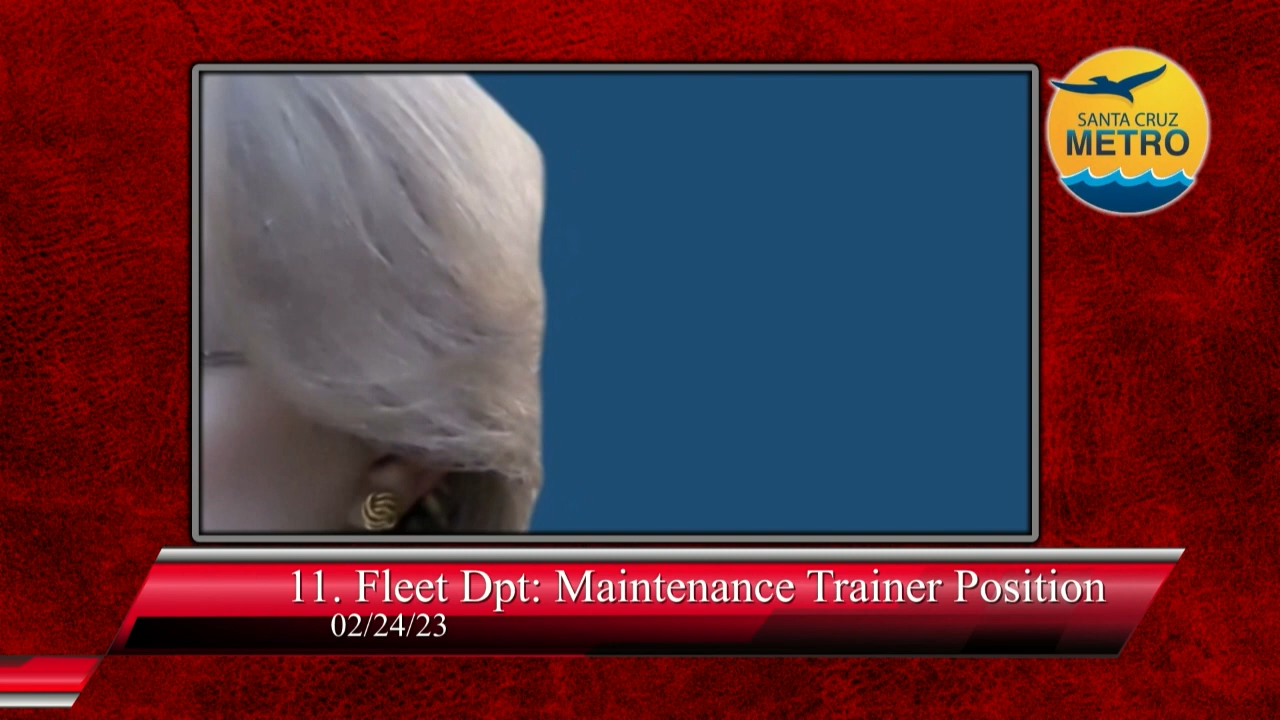 SANTA CRUZ
METRO
11. Fleet Dpt: Maintenance Trainer Position
02/24/23